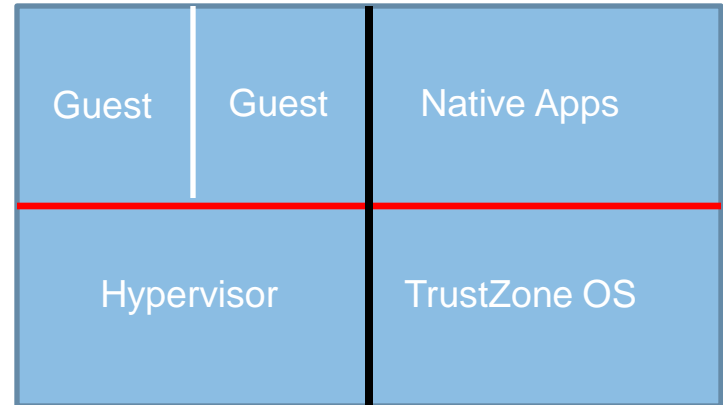 Guest
Guest
Native Apps
Hypervisor
TrustZone OS